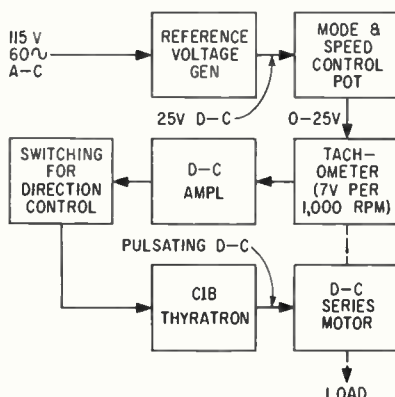 115 V
60~
A-C
REFERENCE
VOLTAGE
GEN
MODE &
SPEED
CONTROL
POT
25V D-C
0-25V
SWITCHING
FOR
DIRECTION
CONTROL
D-C
AMPL
TACH-
OMETER
(7V PER
1,000 RPM)
PULSATING D-C
C1B
THYRATRON
D-C
SERIES
MOTOR
LOAD